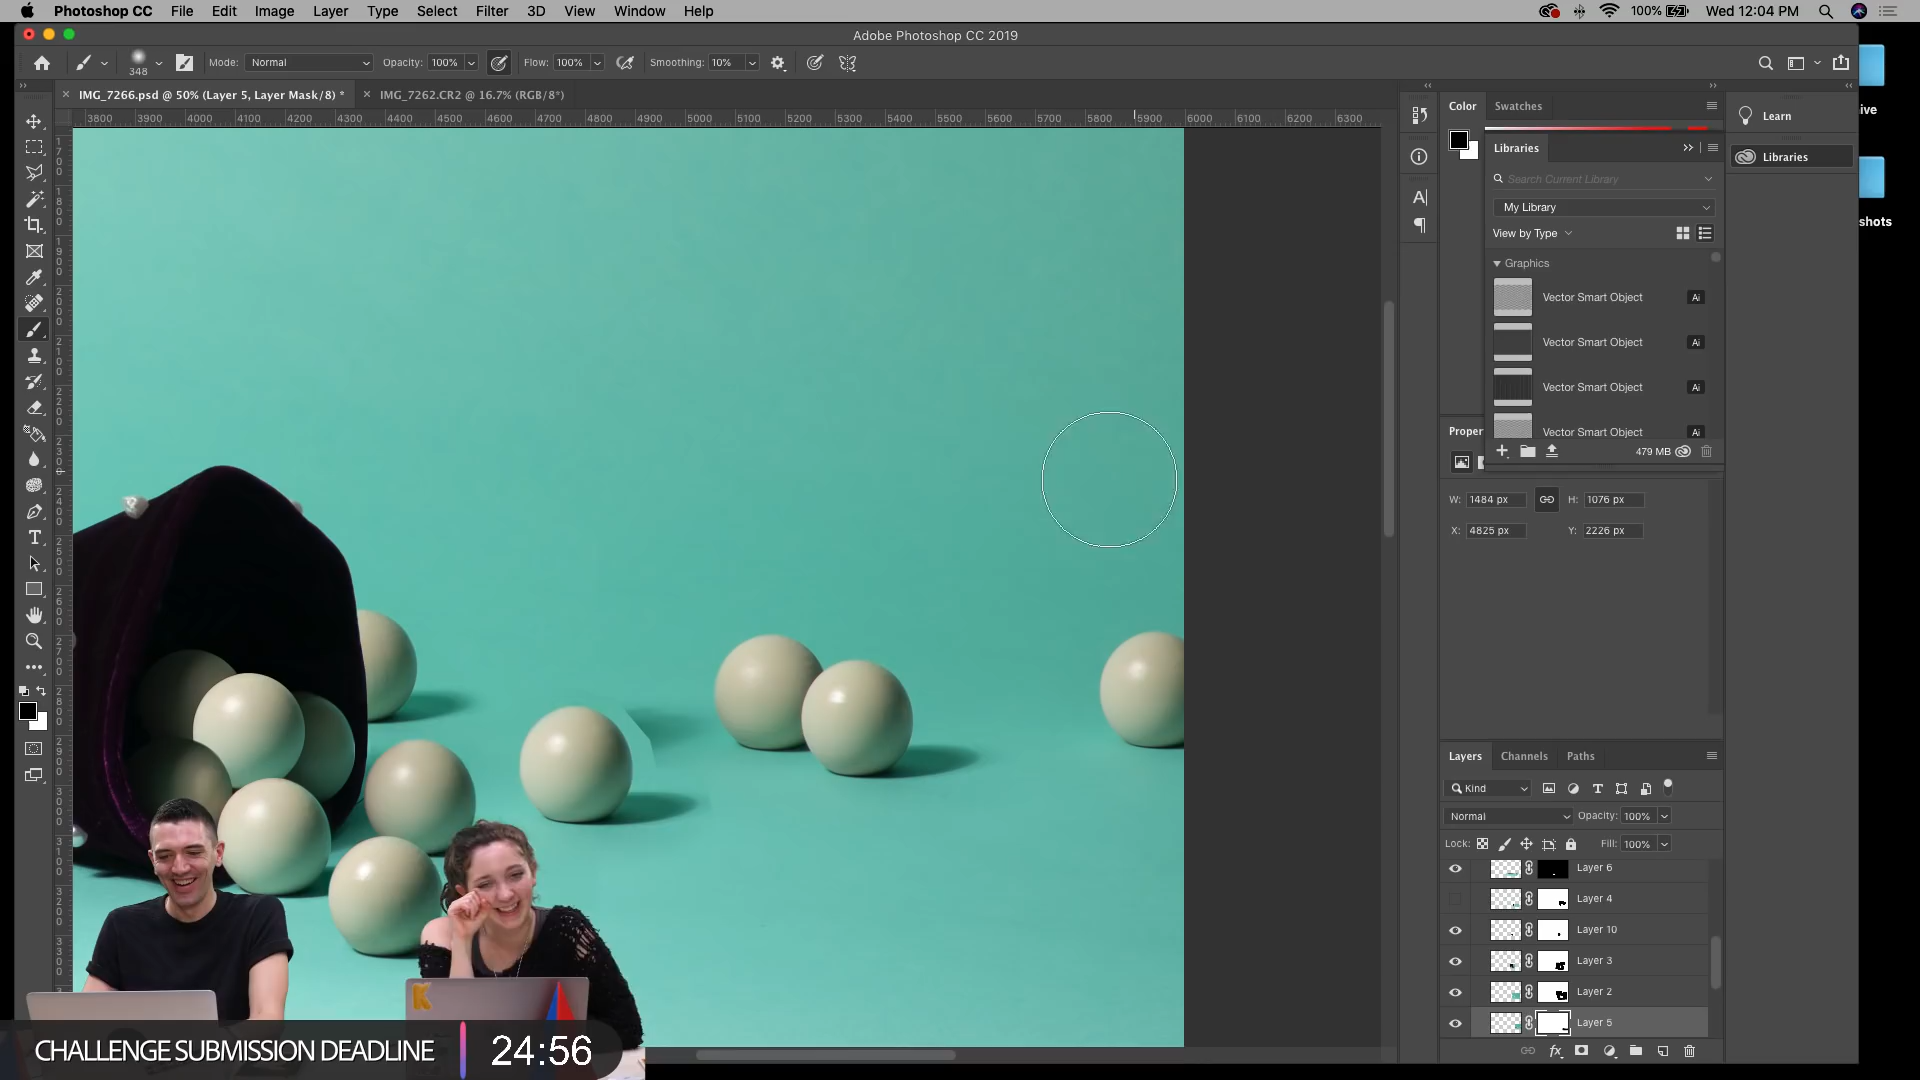 Photoshop CC File Edit Image Layer Type Select Filter 3D View Window Help 100% Wed 12:04 PM
Adobe Photoshop CC 2019
348 Mode: Normal Opacity: 100% Flow: 100% Smoothing: 10%
IMG_7266.psd @ 50% (Layer 5, Layer Mask/8) * IMG_7262.CR2 @ 16.7% (RGB/8*)
3800 3900 4000 4100 4200 4300 4400 4500 4600 4700 4800 4900 5000 5100 5200 5300 5400 5500 5600 5700 5800 5900 6000 6100 6200 6300
Color Swatches
Learn
ive
Libraries
Libraries
Search Current Library
My Library
View by Type
shots
Graphics
Vector Smart Object Ai
Vector Smart Object Ai
Vector Smart Object Ai
Vector Smart Object Ai
Proper
479 MB
W: 1484 px H: 1076 px
X: 4825 px Y: 2226 px
Layers Channels Paths
Kind
Normal Opacity: 100%
Lock: Fill: 100%
Layer 6
Layer 4
Layer 10
Layer 3
Layer 2
Layer 5
fx
K
CHALLENGE SUBMISSION DEADLINE 24:56